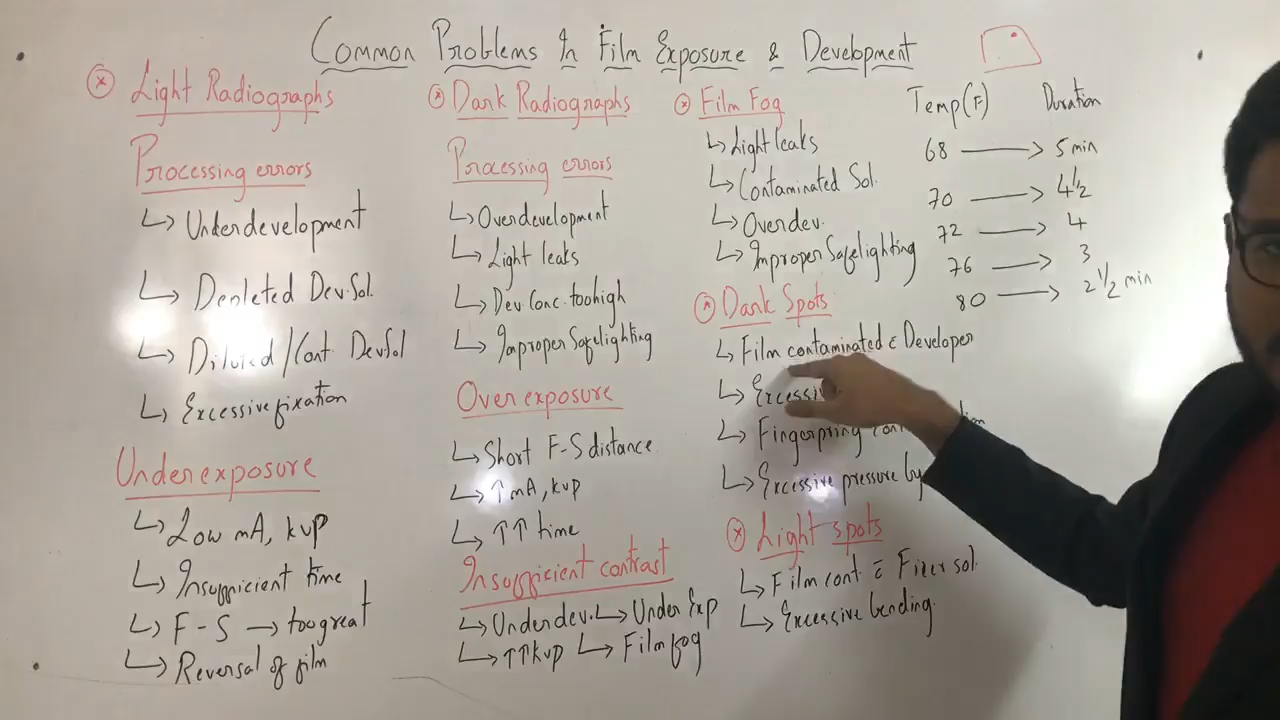 Common Problems In Film Exposure & Development
Light Radiographs
Processing errors
Underdevelopment
Depleted Dev. Sol.
Diluted/Cont. Dev Sol
Excessive fixation
Underexposure
Low mA, kvp
Insufficient time
F-S → too great
Reversal of film
Dark Radiographs
Processing errors
Overdevelopment
Light leaks
Dev Conc. too high
Improper Safelighting
Overexposure
Short F-S distance
↑ mA, kvp
↑↑ time
Insufficient contrast
Underdev. Under Exp
↑↑ kvp Film fog
Film Fog
Light leaks
Contaminated Sol.
Overdev.
Improper Safelighting
Dark Spots
Film contaminated c̄ Developer
Fingerpring
Excessive pressure by
Light spots
Film cont. c̄ Fixer sol.
Excessive bending.
Temp(F) Duration
68 → 5 min
70 → 4½
72 → 4
76 → 3
80 → 2½ min